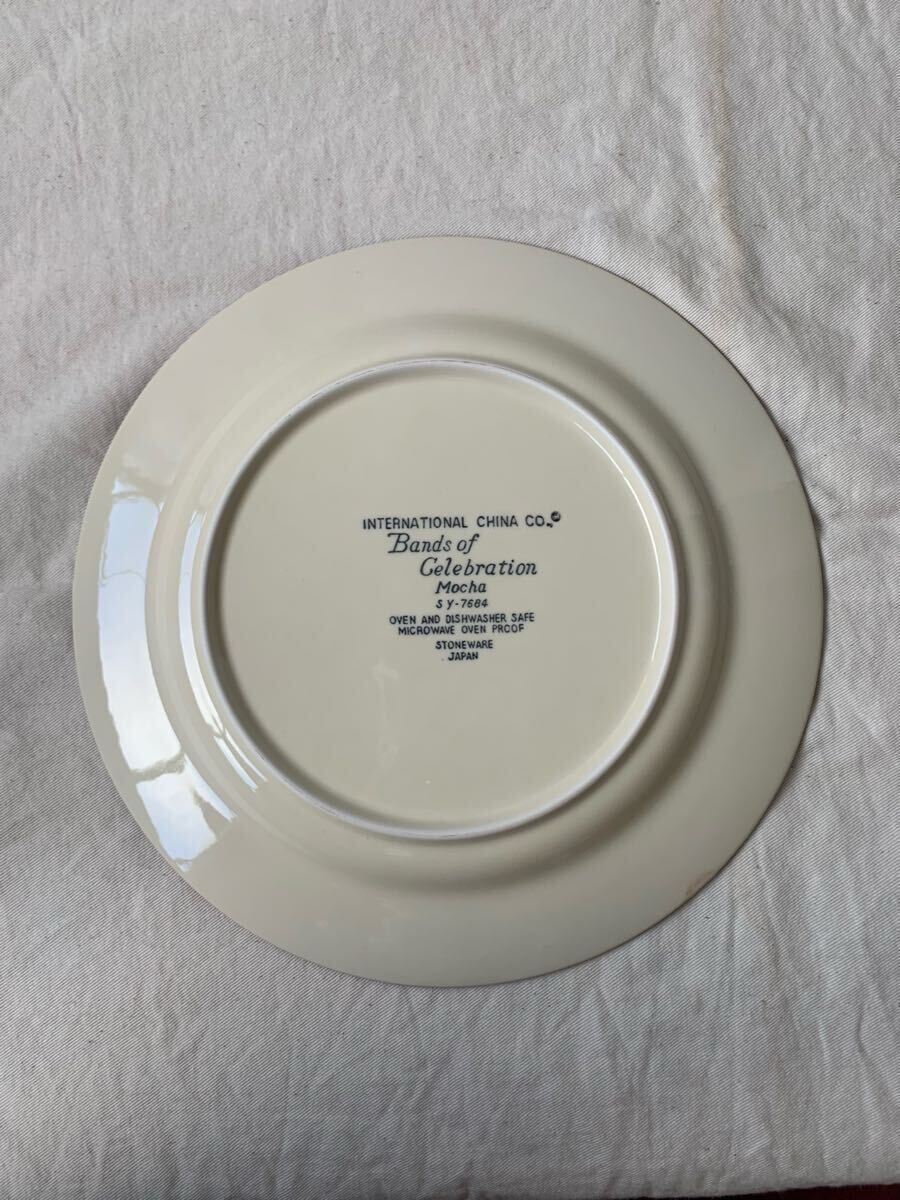 INTERNATIONAL CHINA CO.,®
Bands of
Celebration
Mocha
SY-7684
OVEN AND DISHWASHER SAFE
MICROWAVE OVEN PROOF
STONEWARE
JAPAN